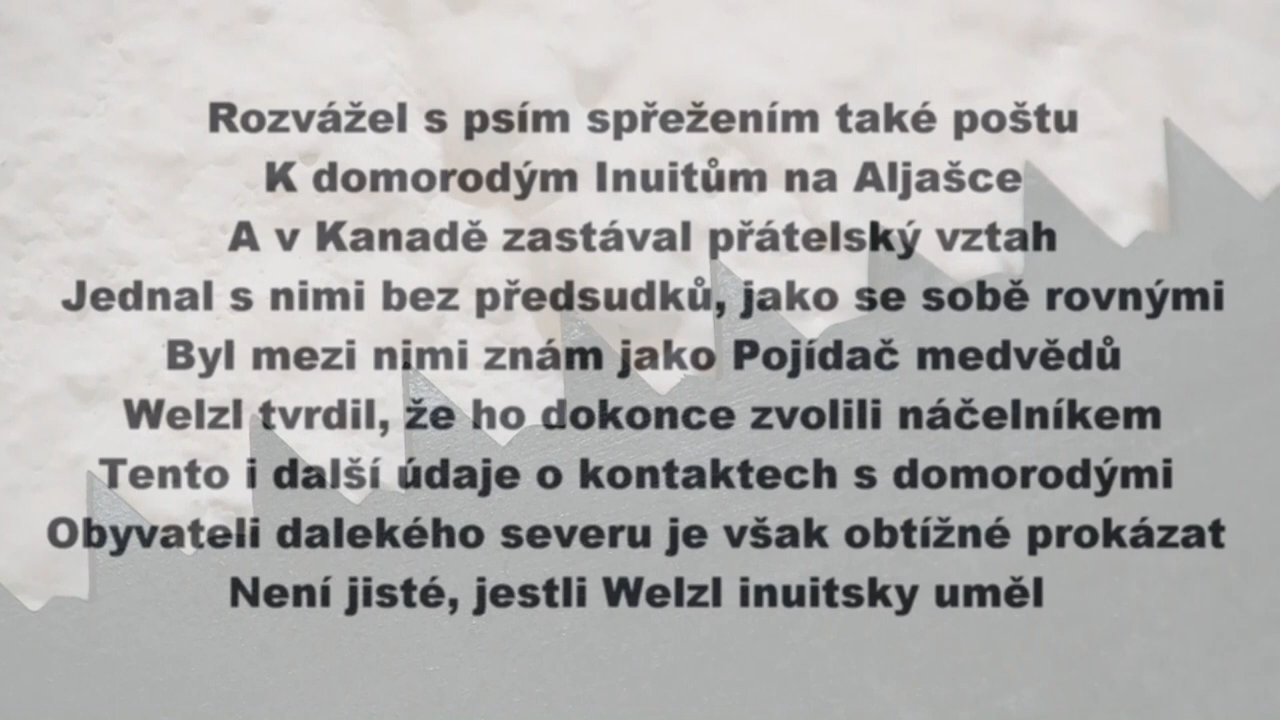 Rozvážel s psím spřežením také poštu
K domorodým Inuitům na Aljašce
A v Kanadě zastával přátelský vztah
Jednal s nimi bez předsudků, jako se sobě rovnými
Byl mezi nimi znám jako Pojídač medvědů
Welzl tvrdil, že ho dokonce zvolili náčelníkem
Tento i další údaje o kontaktech s domorodými
Obyvateli dalekého severu je však obtížné prokázat
Není jisté, jestli Welzl inuitsky uměl